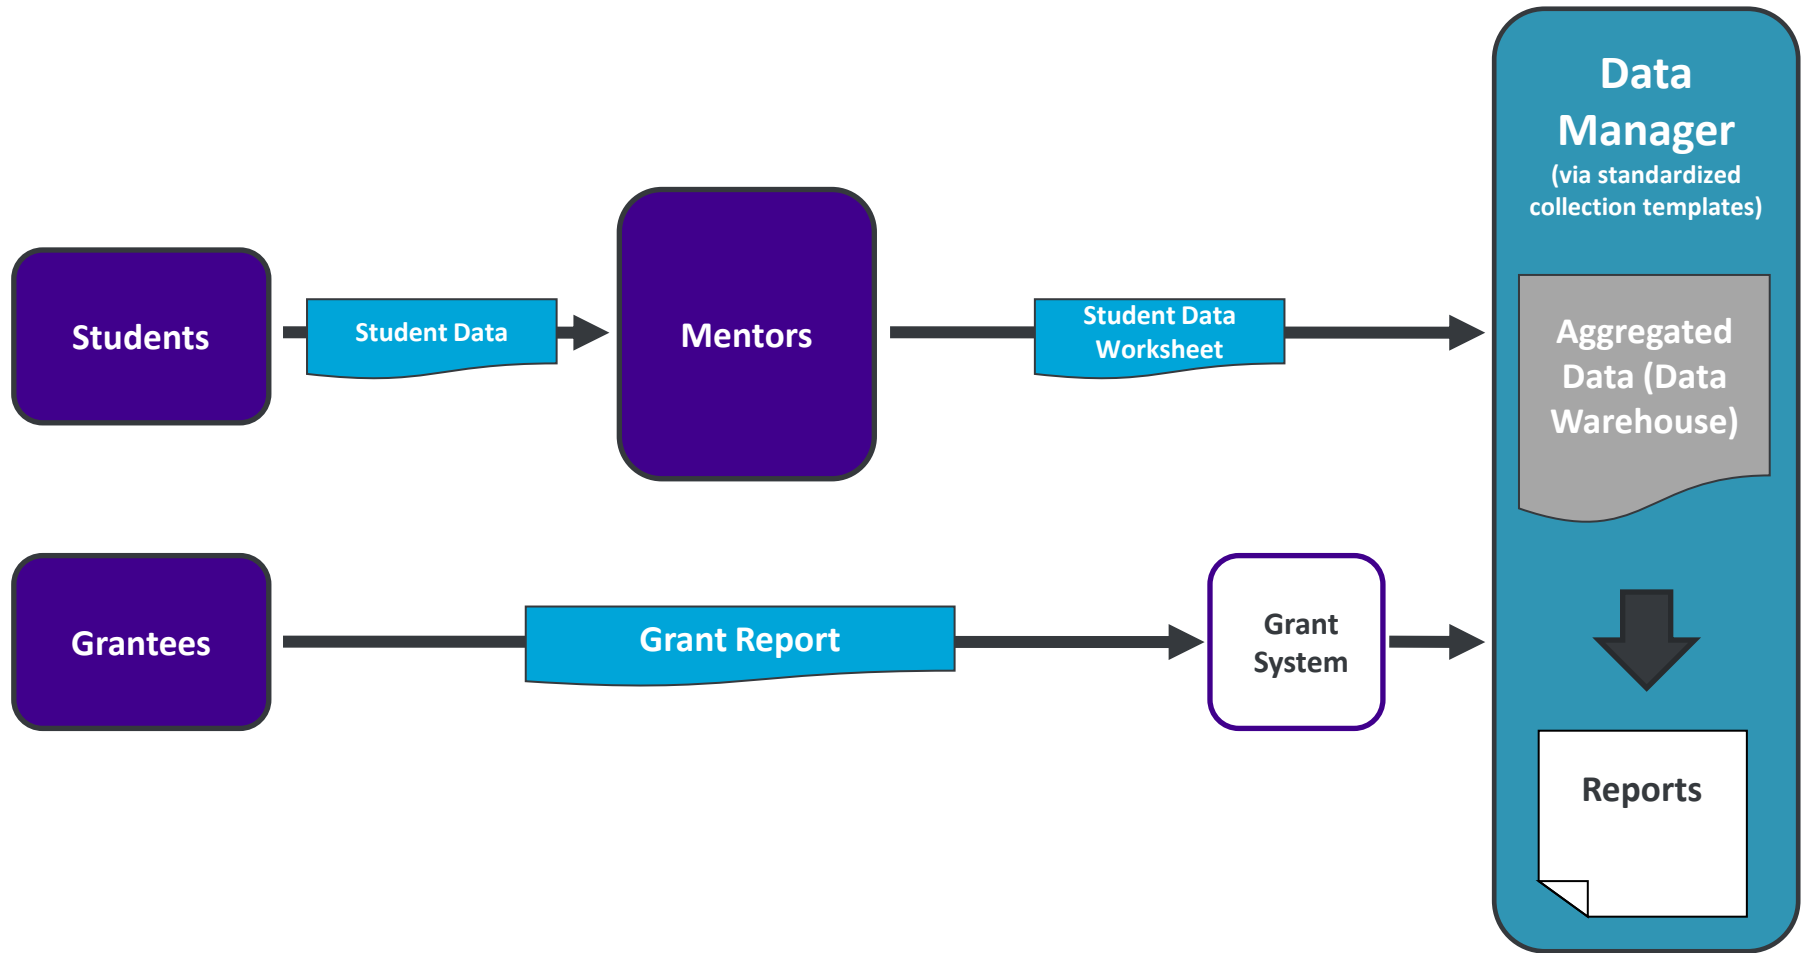 Data
Manager
(via standardized
collection templates)
Students
Student Data
Mentors
Student Data
Worksheet
Aggregated
Data (Data
Warehouse)
Grantees
Grant Report
Grant
System
Reports